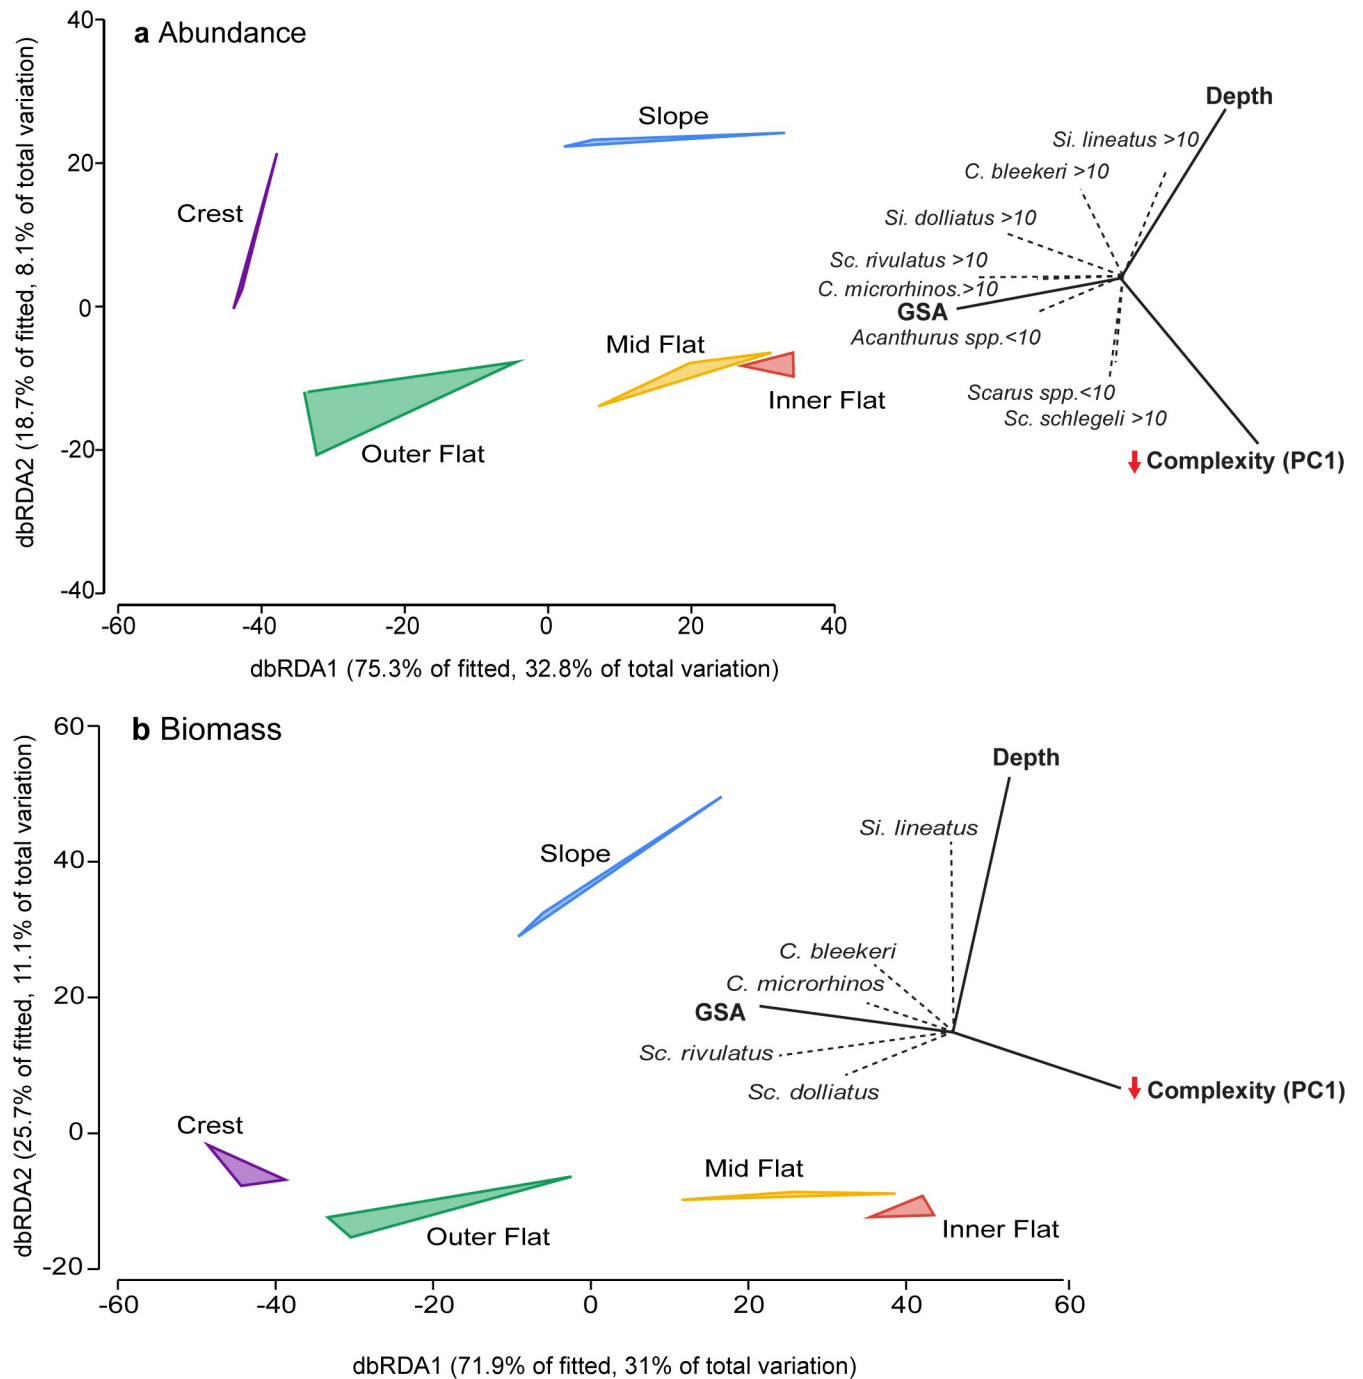 a Abundance
40
20
0
-20
-40
dbRDA2 (18.7% of fitted, 8.1% of total variation)
Slope
Crest
Mid Flat
Inner Flat
Outer Flat
Depth
Si. lineatus >10
C. bleekeri >10
Si. dolliatus >10
Sc. rivulatus >10
C. microrhinos.>10
GSA
Acanthurus spp.<10
Scarus spp.<10
Sc. schlegeli >10
Complexity (PC1)
-60 -40 -20 0 20 40
dbRDA1 (75.3% of fitted, 32.8% of total variation)
b Biomass
60
40
20
0
-20
dbRDA2 (25.7% of fitted, 11.1% of total variation)
Depth
Si. lineatus
Slope
C. bleekeri
C. microrhinos
GSA
Sc. rivulatus
Sc. dolliatus
Complexity (PC1)
Crest
Mid Flat
Outer Flat
Inner Flat
-60 -40 -20 0 20 40 60
dbRDA1 (71.9% of fitted, 31% of total variation)